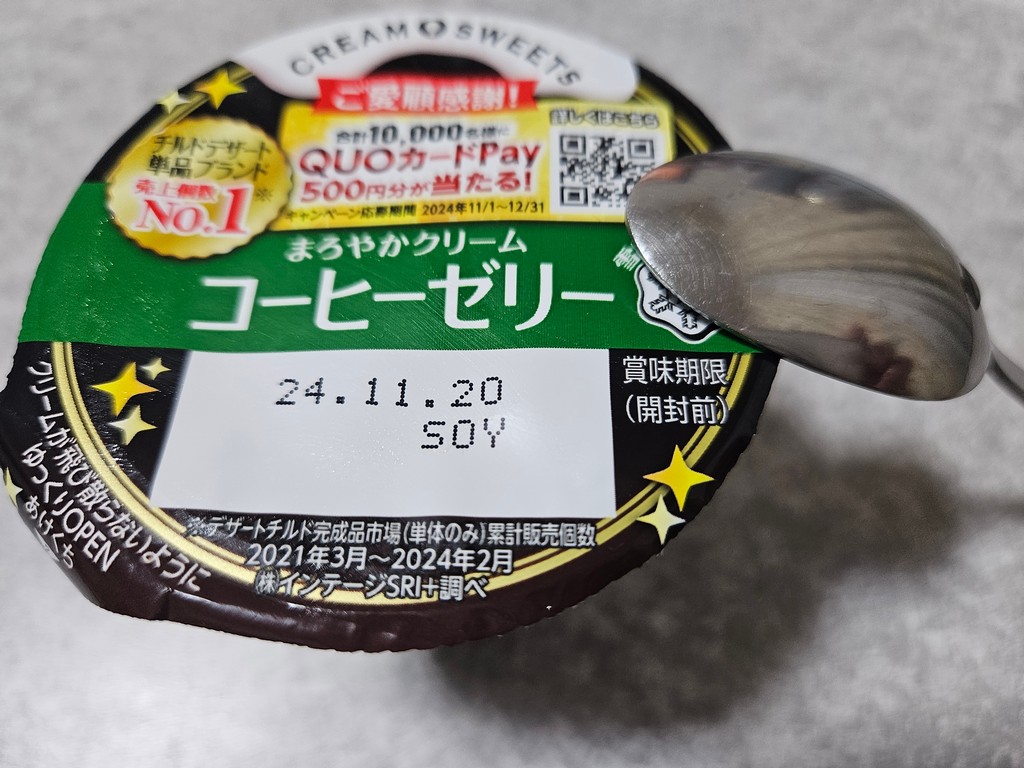 CREAM SWEETS
ご愛顧感謝!
合計10,000名様に
QUOカードPay
500円分が当たる!
キャンペーン応募期間 2024年11/1~12/31
詳しくはこちら
チルドデザート
単品ブランド
売上個数※
No.1
まろやかクリーム
コーヒーゼリー
24.11.20
SOY
賞味期限
(開封前)
クリームが飛び散らないように
ゆっくりOPEN
あけくち
※デザートチルド完成品市場(単体のみ)累計販売個数
2021年3月~2024年2月
㈱インテージSRI+調べ